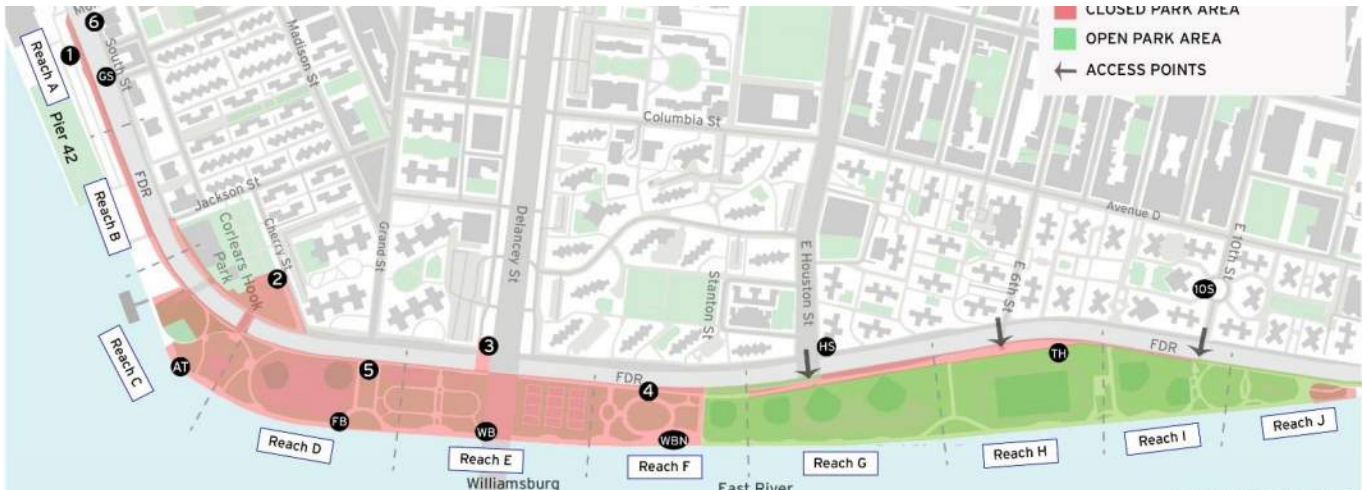 CLOSED PARK AREA
OPEN PARK AREA
ACCESS POINTS
6
1
South St
GS
Reach A
Pier 42
Madison St
Columbia St
FDR
Jackson St
Reach B
Corlears Hook
Park
Cherry St
2
Grand St
Delancey St
Stanton St
E Houston St
E 6th St
Avenue D
E 10th St
10S
HS
TH
FDR
3
FDR
4
5
Reach C
AT
FB
WB
WBN
Reach D
Reach E
Reach F
Reach G
Reach H
Reach I
Reach J
Williamsburg
East River